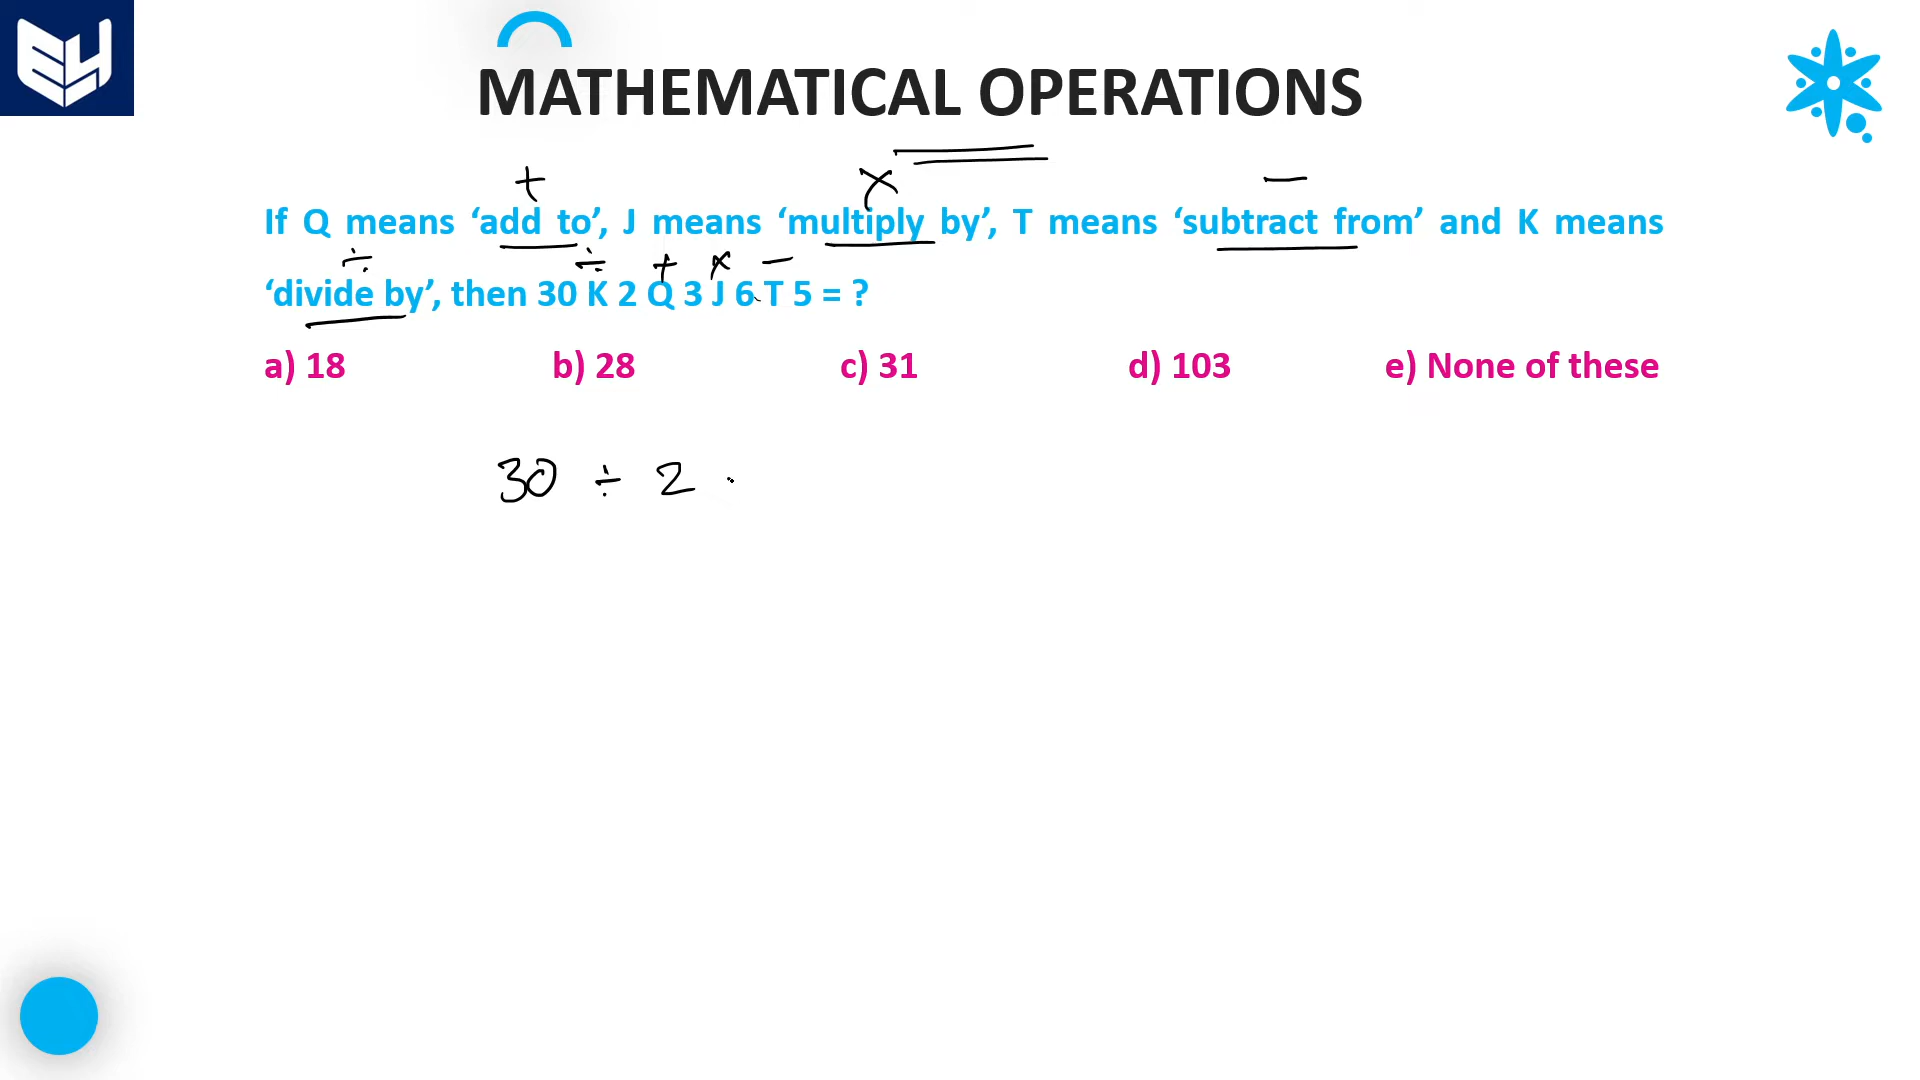 MATHEMATICAL OPERATIONS
+ × −
If Q means ‘add to’, J means ‘multiply by’, T means ‘subtract from’ and K means
÷ ÷ + × −
‘divide by’, then 30 K 2 Q 3 J 6 T 5 = ?
a) 18 b) 28 c) 31 d) 103 e) None of these
30 ÷ 2